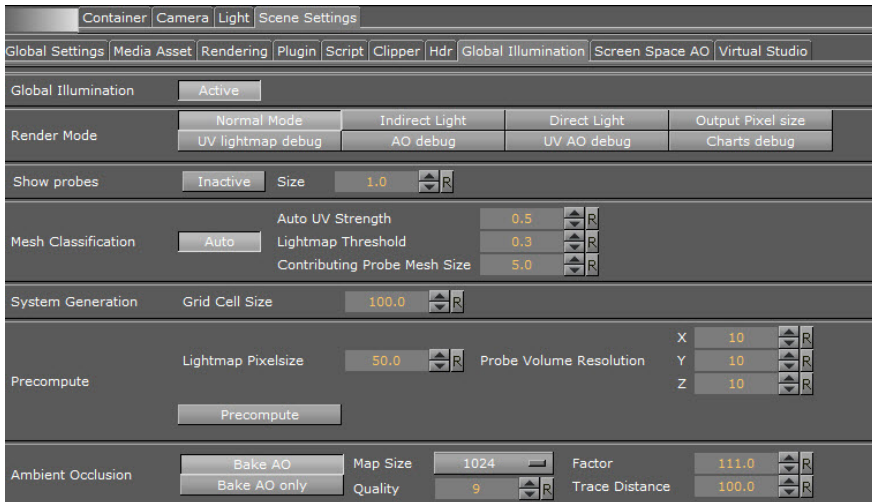 Container Camera Light Scene Settings
Global Settings Media Asset Rendering Plugin Script Clipper Hdr Global Illumination Screen Space AO Virtual Studio
Global Illumination Active
Render Mode
Normal Mode Indirect Light Direct Light Output Pixel size
UV lightmap debug AO debug UV AO debug Charts debug
Show probes Inactive Size 1.0 R
Auto UV Strength 0.5 R
Mesh Classification Auto Lightmap Threshold 0.3 R
Contributing Probe Mesh Size 5.0 R
System Generation Grid Cell Size 100.0 R
X 10 R
Lightmap Pixelsize 50.0 R Probe Volume Resolution Y 10 R
Precompute
Z 10 R
Precompute
Ambient Occlusion
Bake AO Map Size 1024 Factor 111.0 R
Bake AO only Quality 9 R Trace Distance 100.0 R